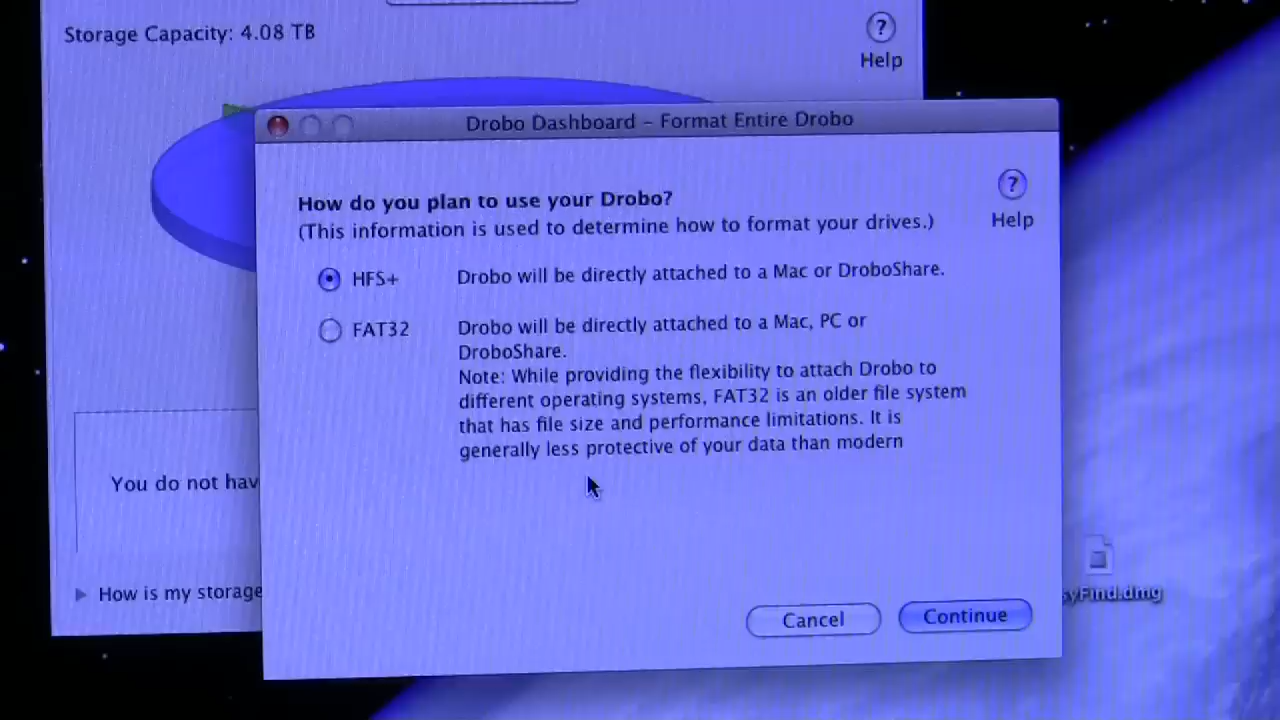 Storage Capacity: 4.08 TB
?
Help
Drobo Dashboard – Format Entire Drobo
How do you plan to use your Drobo?
(This information is used to determine how to format your drives.)
?
Help
HFS+ Drobo will be directly attached to a Mac or DroboShare.
FAT32 Drobo will be directly attached to a Mac, PC or
DroboShare.
Note: While providing the flexibility to attach Drobo to
different operating systems, FAT32 is an older file system
that has file size and performance limitations. It is
generally less protective of your data than modern
You do not hav
How is my storage
syFind.dmg
Cancel Continue